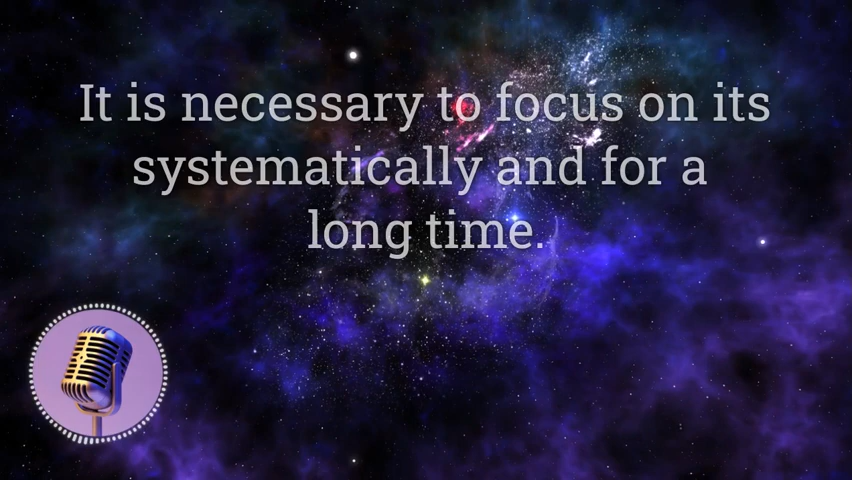 It is necessary to focus on its
systematically and for a
long time.